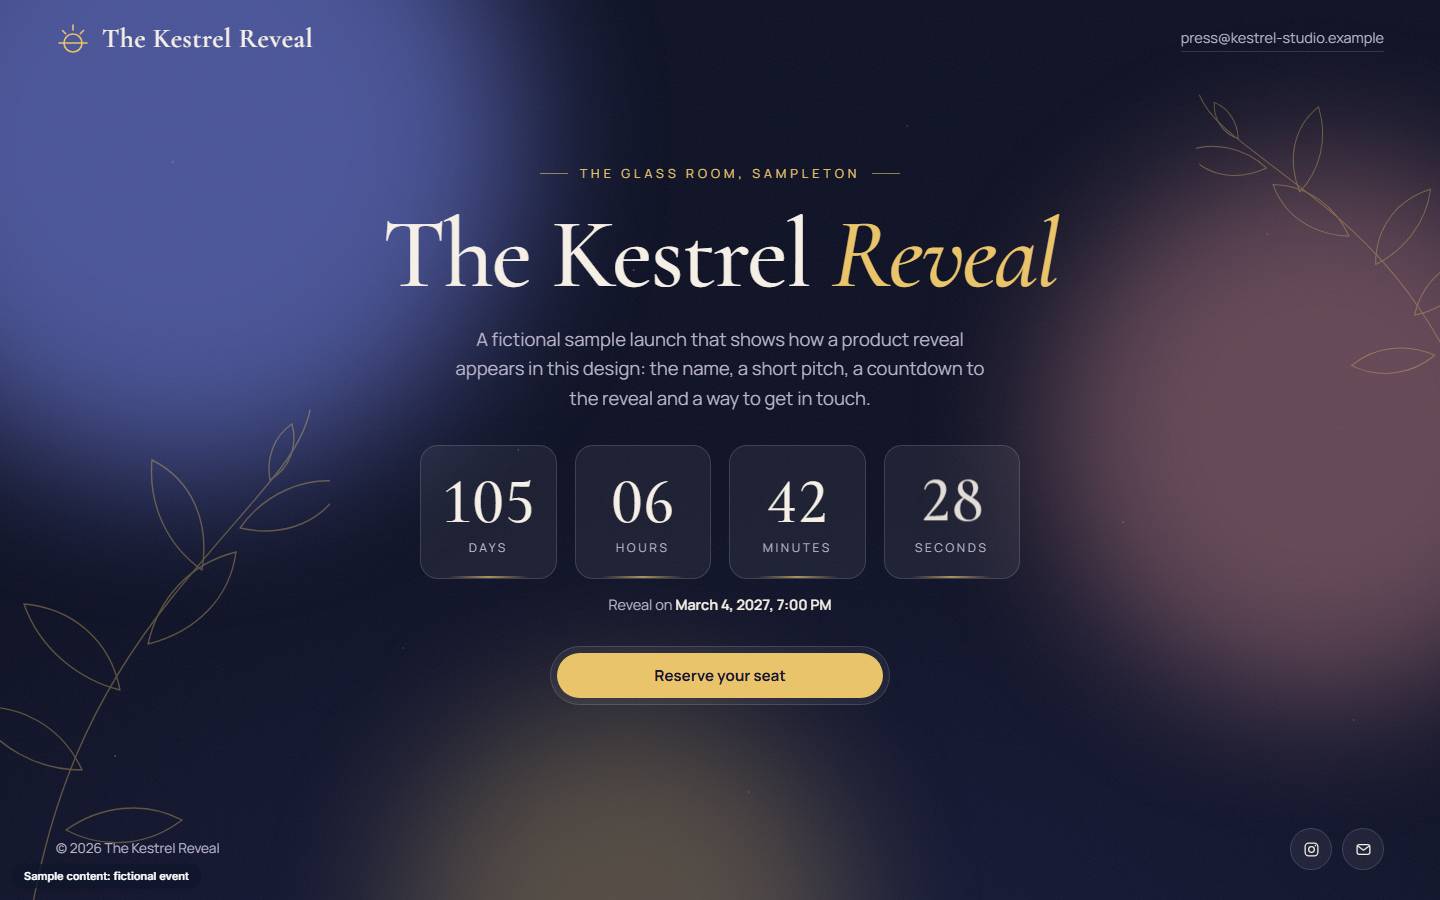 The Kestrel Reveal
press@kestrel-studio.example
THE GLASS ROOM, SAMPLETON
The Kestrel Reveal
A fictional sample launch that shows how a product reveal
appears in this design: the name, a short pitch, a countdown to
the reveal and a way to get in touch.
105 06 42 28
DAYS HOURS MINUTES SECONDS
Reveal on March 4, 2027, 7:00 PM
Reserve your seat
© 2026 The Kestrel Reveal
Sample content: fictional event